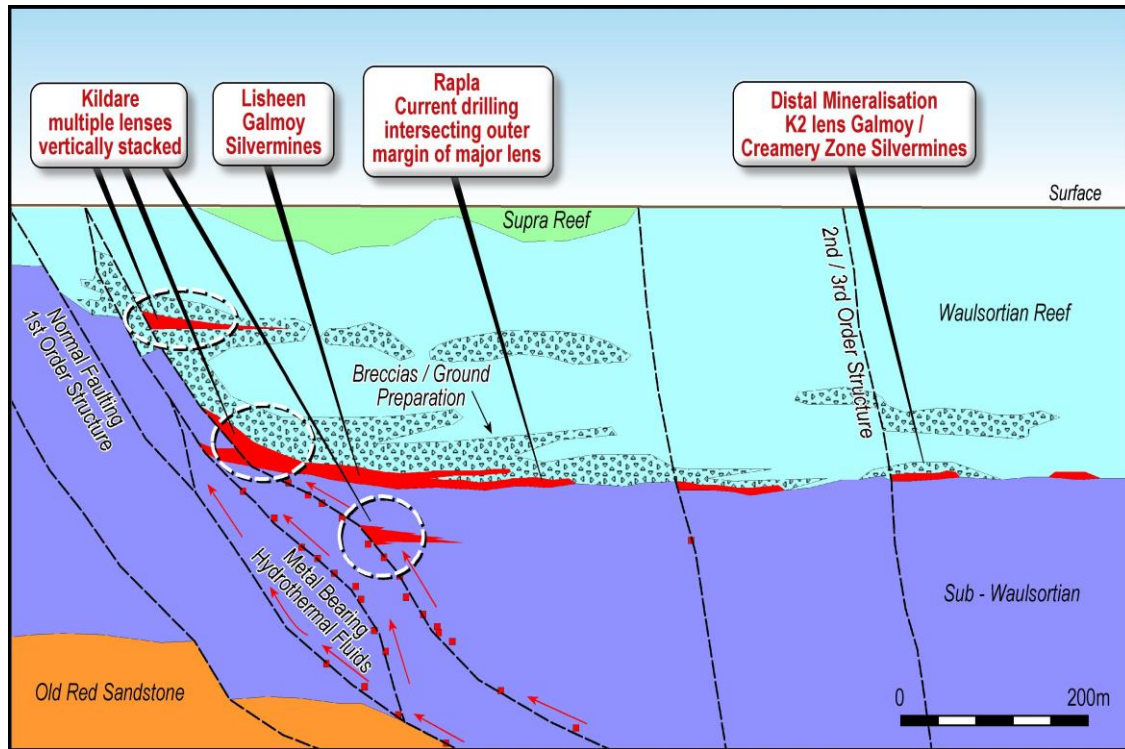 Kildare
multiple lenses
vertically stacked
Lisheen
Galmoy
Silvermines
Rapla
Current drilling
intersecting outer
margin of major lens
Distal Mineralisation
K2 lens Galmoy /
Creamery Zone Silvermines
Surface
Supra Reef
Normal Faulting
1st Order Structure
Breccias / Ground
Preparation
2nd / 3rd Order Structure
Waulsortian Reef
Metal Bearing
Hydrothermal Fluids
Sub - Waulsortian
Old Red Sandstone
0
200m